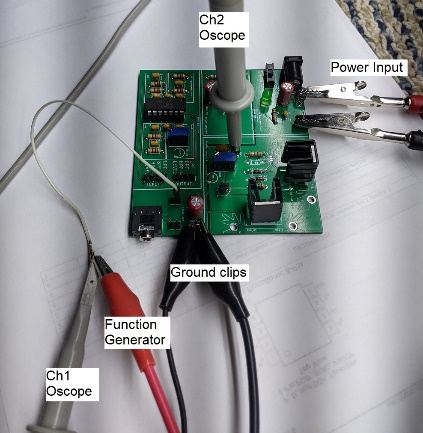 Ch2
Oscope
Power Input
Ground clips
Function
Generator
Ch1
Oscope